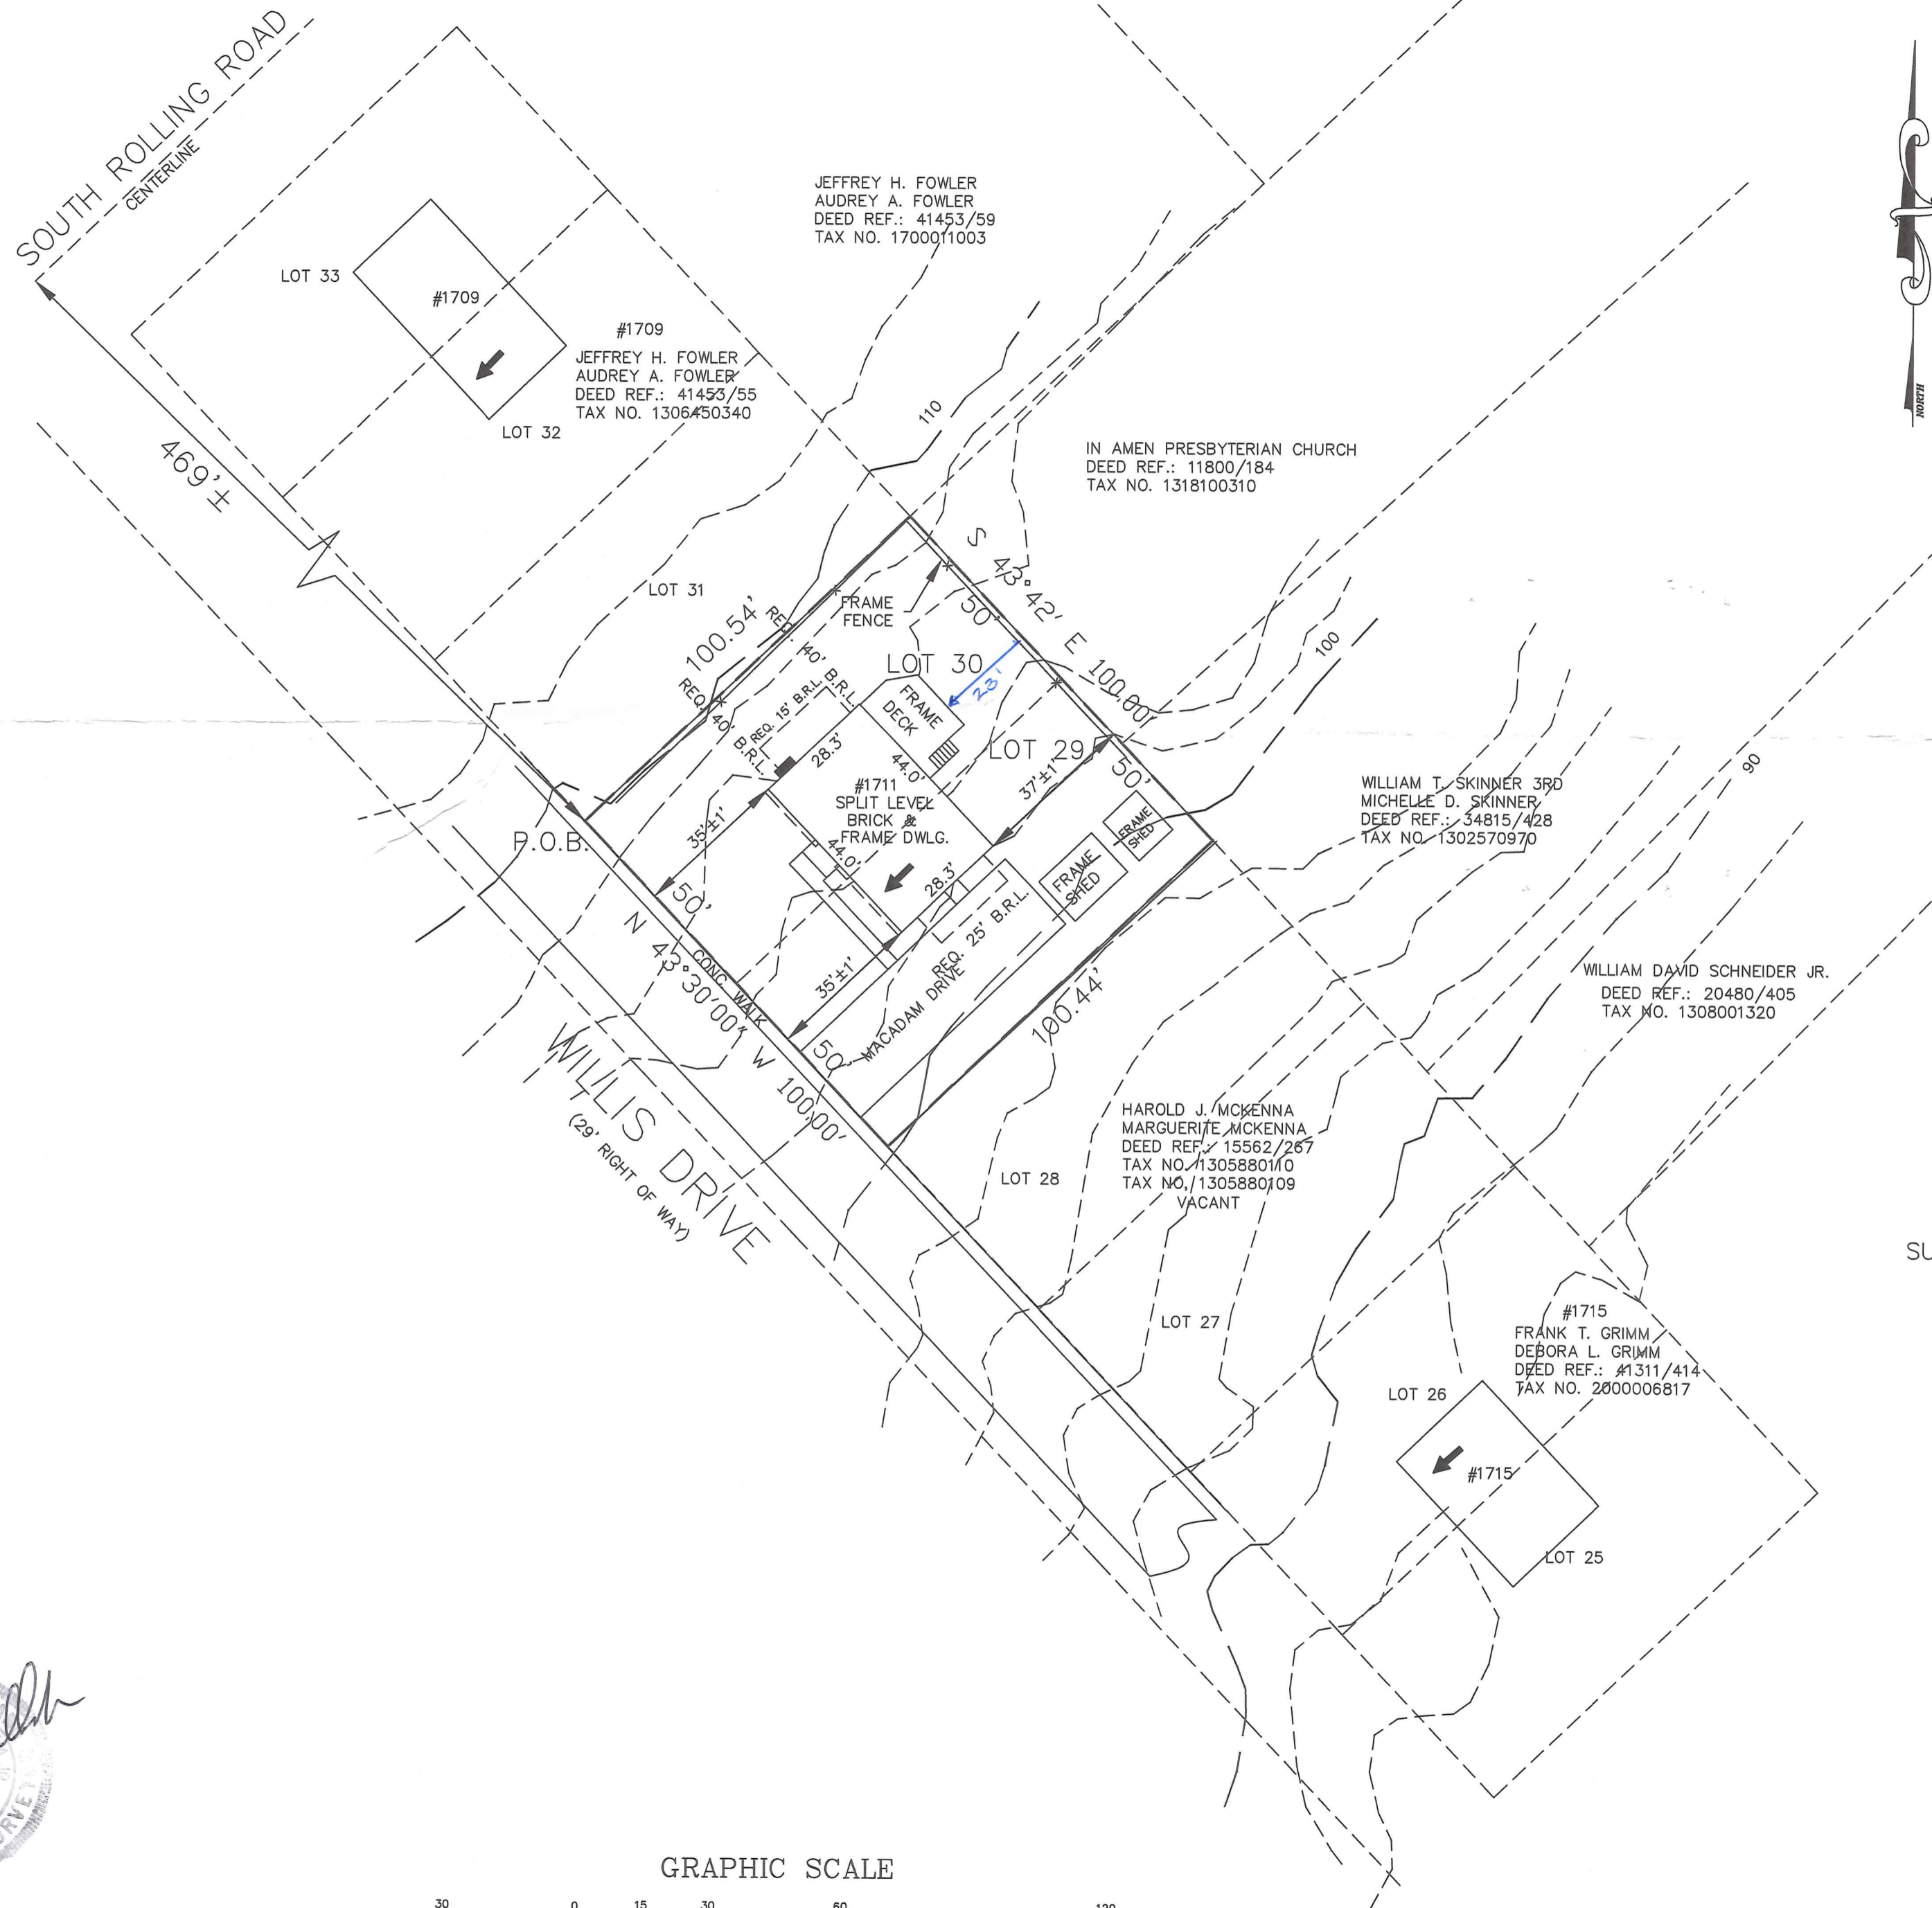 SOUTH ROLLING ROAD
CENTERLINE
NORTH
LOT 33
#1709
#1709
JEFFREY H. FOWLER
AUDREY A. FOWLER
DEED REF.: 41453/55
TAX NO. 1306450340
LOT 32
JEFFREY H. FOWLER
AUDREY A. FOWLER
DEED REF.: 41453/59
TAX NO. 1700011003
469'±
110
IN AMEN PRESBYTERIAN CHURCH
DEED REF.: 11800/184
TAX NO. 1318100310
LOT 31
100.54'
FRAME
FENCE
S 43°42' E 100.00'
50'
REQ. 40' B.R.L.
REQ. 40' B.R.L.
REQ. 15' B.R.L.
LOT 30
23'
FRAME
DECK
100
LOT 29
50'
28.3'
44.0'
37'±1'
#1711
SPLIT LEVEL
BRICK &
FRAME DWLG.
44.0'
28.3'
35'±1'
P.O.B.
FRAME
SHED
FRAME
SHED
WILLIAM T. SKINNER 3RD
MICHELLE D. SKINNER
DEED REF.: 34815/428
TAX NO. 1302570970
90
50'
N 43°30'00" W 100.00'
CONC. WALK
35'±1'
REQ. 25' B.R.L.
MACADAM DRIVE
50'
100.44'
WILLIAM DAVID SCHNEIDER JR.
DEED REF.: 20480/405
TAX NO. 1308001320
WILLIS DRIVE
(29' RIGHT OF WAY)
HAROLD J. MCKENNA
MARGUERITE MCKENNA
DEED REF.: 15562/267
TAX NO. 1305880110
TAX NO. 1305880109
VACANT
LOT 28
LOT 27
SU
#1715
FRANK T. GRIMM
DEBORA L. GRIMM
DEED REF.: 41311/414
TAX NO. 2000006817
LOT 26
#1715
LOT 25
GRAPHIC SCALE
30 0 15 30 60 120